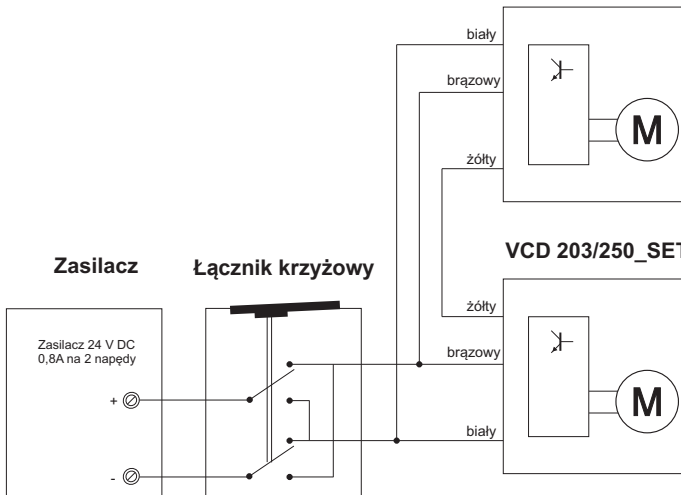 biały
brązowy
M
żółty
Zasilacz
Łącznik krzyżowy
VCD 203/250_SET
żółty
Zasilacz 24 V DC
0,8A na 2 napędy
brązowy
+
M
biały
-